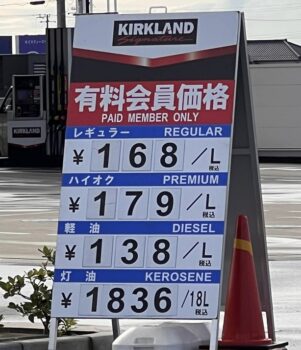 KIRKLAND
Signature
有料会員価格
PAID MEMBER ONLY
レギュラー REGULAR
¥168/L 税込
ハイオク PREMIUM
¥179/L 税込
軽油 DIESEL
¥138/L 税込
灯油 KEROSENE
¥1836/18L 税込
KIRKLAND